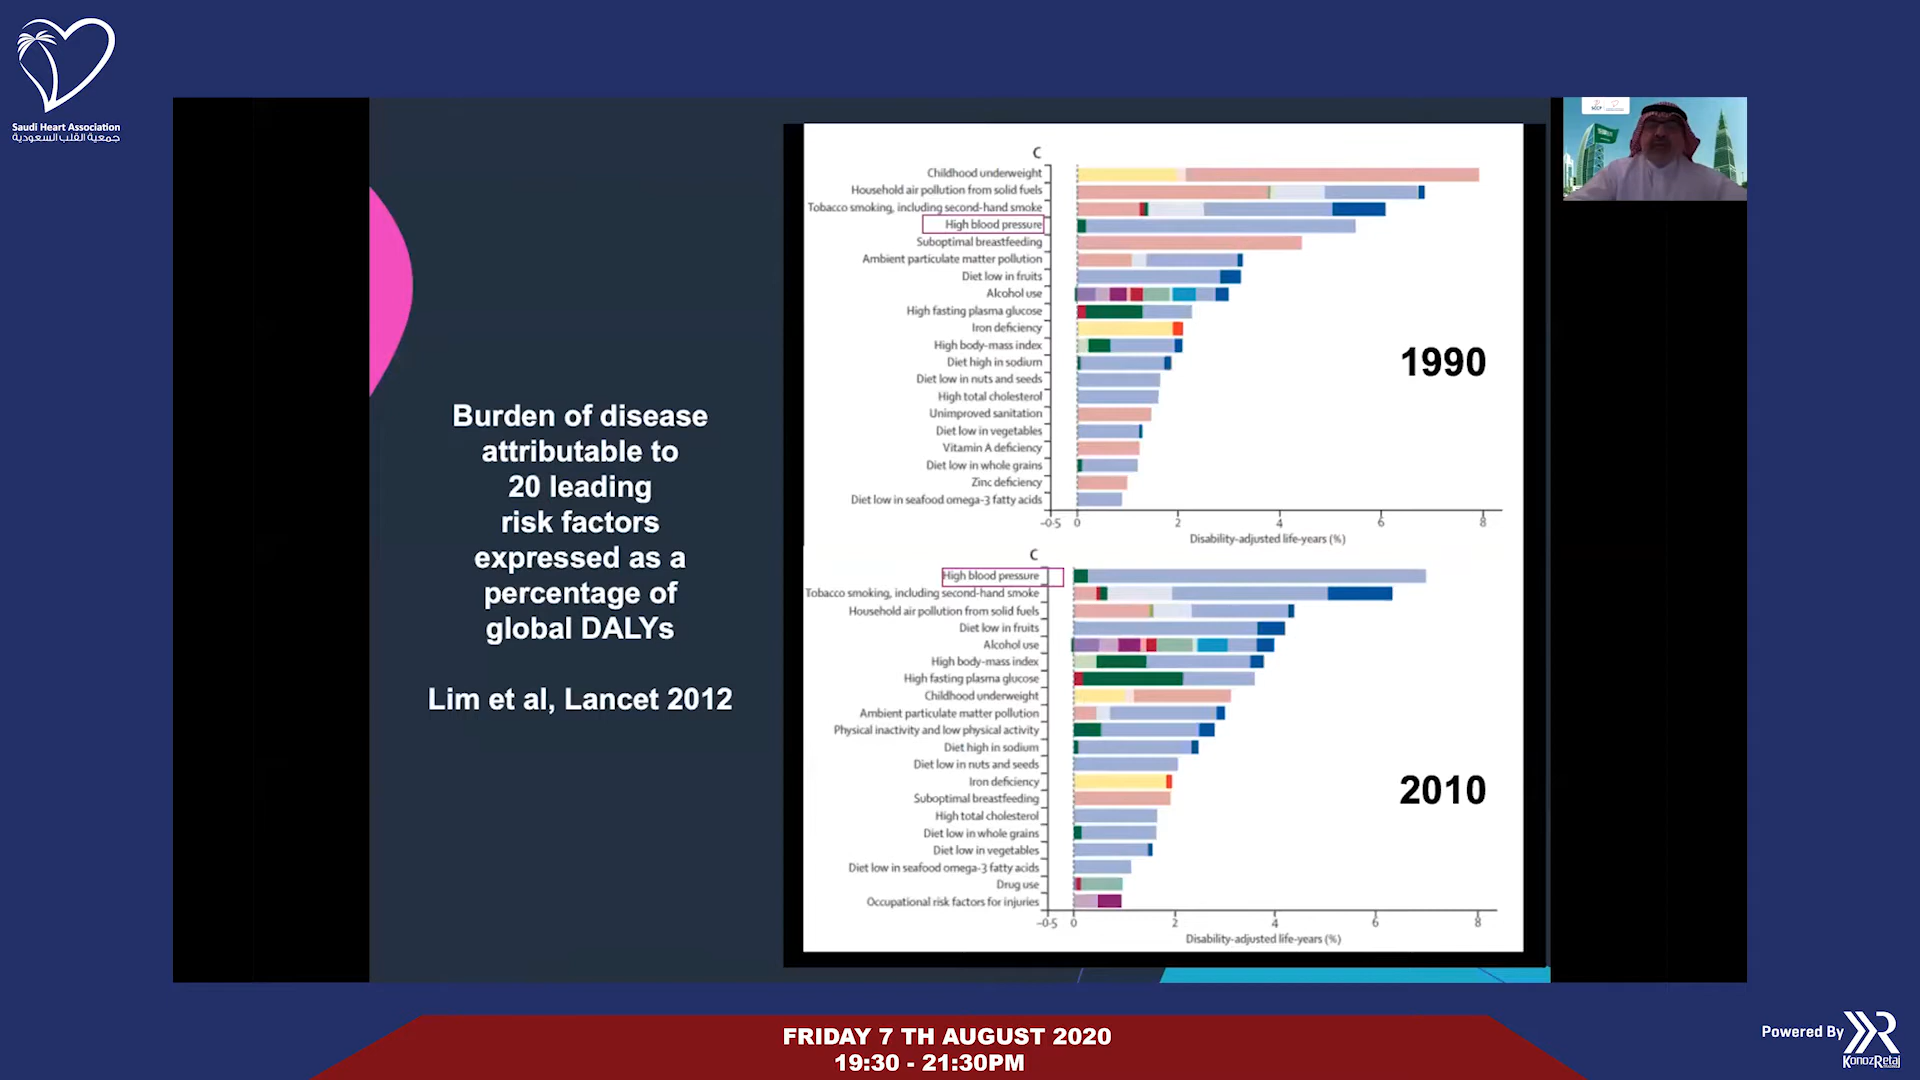 Saudi Heart Association
جمعية القلب السعودية
Burden of disease
attributable to
20 leading
risk factors
expressed as a
percentage of
global DALYs
Lim et al, Lancet 2012
C
Childhood underweight
Household air pollution from solid fuels
Tobacco smoking, including second-hand smoke
High blood pressure
Suboptimal breastfeeding
Ambient particulate matter pollution
Diet low in fruits
Alcohol use
High fasting plasma glucose
Iron deficiency
High body-mass index
Diet high in sodium
Diet low in nuts and seeds
High total cholesterol
Unimproved sanitation
Diet low in vegetables
Vitamin A deficiency
Diet low in whole grains
Zinc deficiency
Diet low in seafood omega-3 fatty acids
-0·5 0 2 4 6 8
Disability-adjusted life-years (%)
1990
C
High blood pressure
Tobacco smoking, including second-hand smoke
Household air pollution from solid fuels
Diet low in fruits
Alcohol use
High body-mass index
High fasting plasma glucose
Childhood underweight
Ambient particulate matter pollution
Physical inactivity and low physical activity
Diet high in sodium
Diet low in nuts and seeds
Iron deficiency
Suboptimal breastfeeding
High total cholesterol
Diet low in whole grains
Diet low in vegetables
Diet low in seafood omega-3 fatty acids
Drug use
Occupational risk factors for injuries
-0·5 0 2 4 6 8
Disability-adjusted life-years (%)
2010
FRIDAY 7 TH AUGUST 2020
19:30 - 21:30PM
Powered By
KonozRetaj